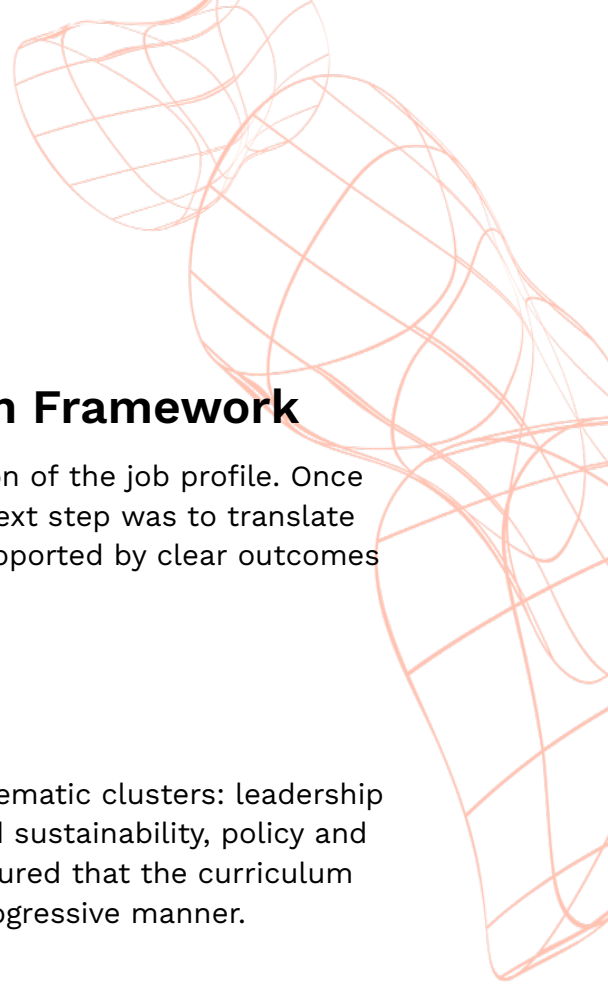 n Framework
on of the job profile. Once
ext step was to translate
pported by clear outcomes
ematic clusters: leadership
d sustainability, policy and
ured that the curriculum
ogressive manner.